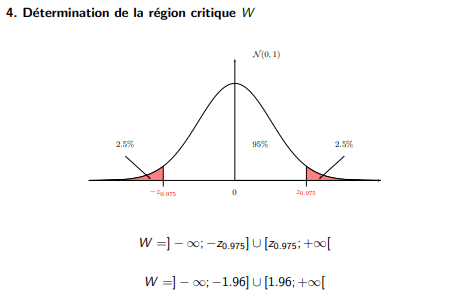 4. Détermination de la région critique W
𝒩(0, 1)
2.5%
95%
2.5%
−z₀.₉₇₅
0
z₀.₉₇₅
W =] − ∞; −z₀.₉₇₅] ∪ [z₀.₉₇₅; +∞[
W =] − ∞; −1.96] ∪ [1.96; +∞[